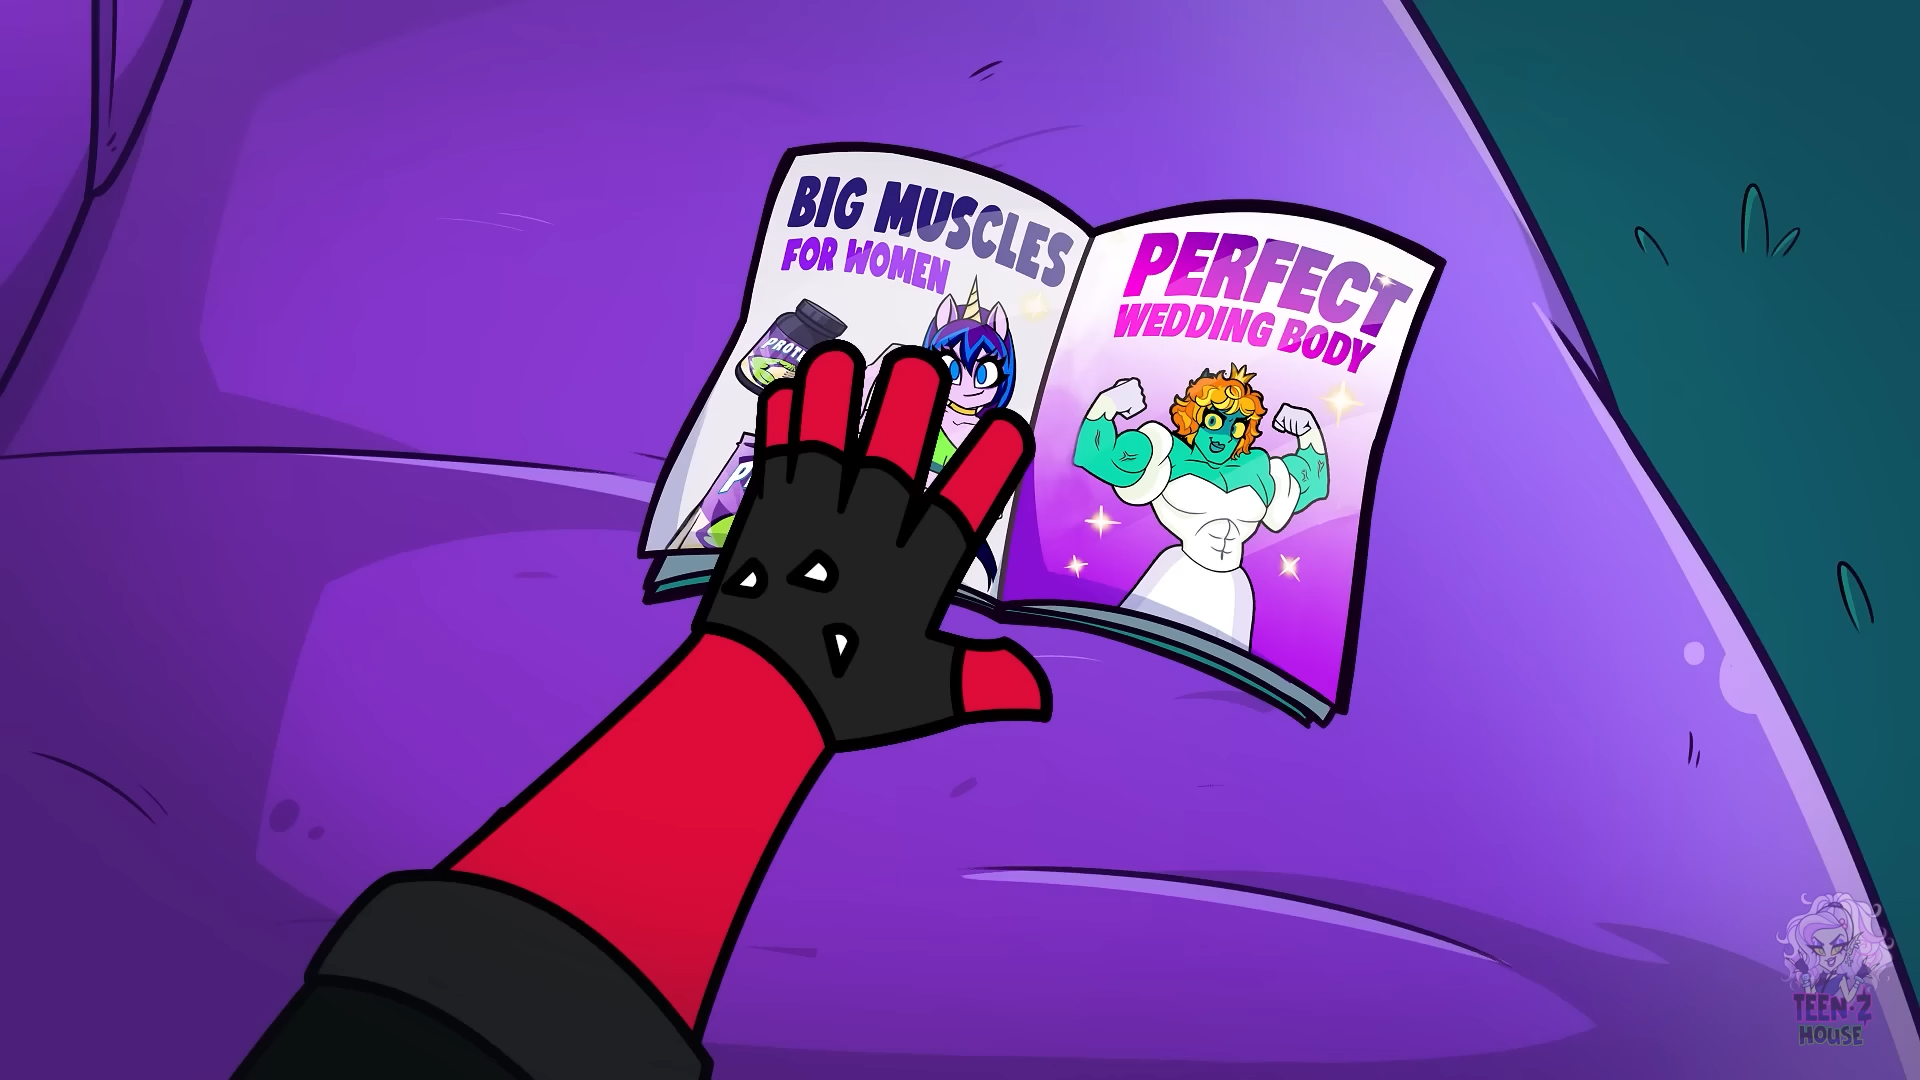 BIG MUSCLES
FOR WOMEN
PERFECT
WEDDING BODY
TEEN-Z
HOUSE